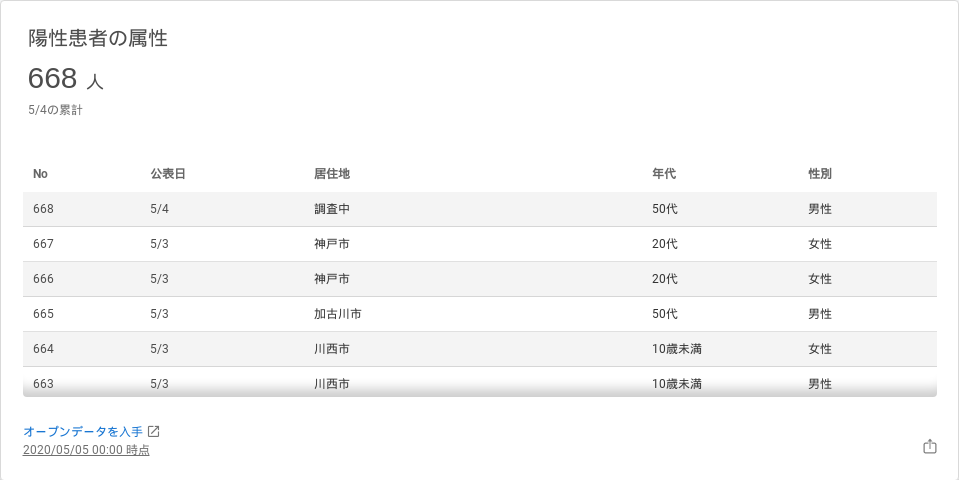 陽性患者の属性
668 人
5/4の累計
No 公表日 居住地 年代 性別
668 5/4 調査中 50代 男性
667 5/3 神戸市 20代 女性
666 5/3 神戸市 20代 女性
665 5/3 加古川市 50代 男性
664 5/3 川西市 10歳未満 女性
663 5/3 川西市 10歳未満 男性
オープンデータを入手
2020/05/05 00:00 時点